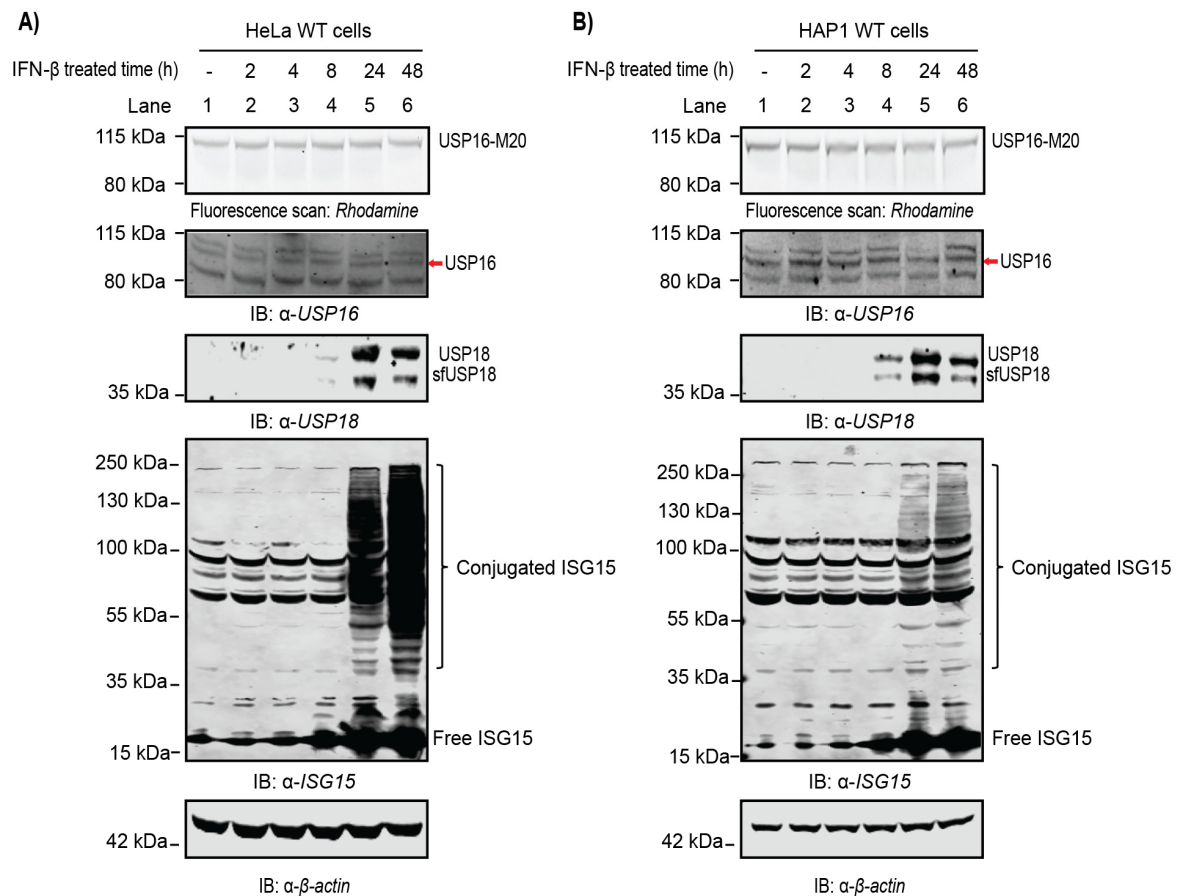 A)
HeLa WT cells
IFN-β treated time (h) - 2 4 8 24 48
Lane 1 2 3 4 5 6
115 kDa
USP16-M20
80 kDa
Fluorescence scan: Rhodamine
115 kDa
USP16
80 kDa
IB: α-USP16
USP18
sfUSP18
35 kDa
IB: α-USP18
250 kDa
130 kDa
100 kDa
Conjugated ISG15
55 kDa
35 kDa
Free ISG15
15 kDa
IB: α-ISG15
42 kDa
IB: α-β-actin
B)
HAP1 WT cells
IFN-β treated time (h) - 2 4 8 24 48
Lane 1 2 3 4 5 6
115 kDa
USP16-M20
80 kDa
Fluorescence scan: Rhodamine
115 kDa
USP16
80 kDa
IB: α-USP16
USP18
sfUSP18
35 kDa
IB: α-USP18
250 kDa
130 kDa
100 kDa
Conjugated ISG15
55 kDa
35 kDa
Free ISG15
15 kDa
IB: α-ISG15
42 kDa
IB: α-β-actin